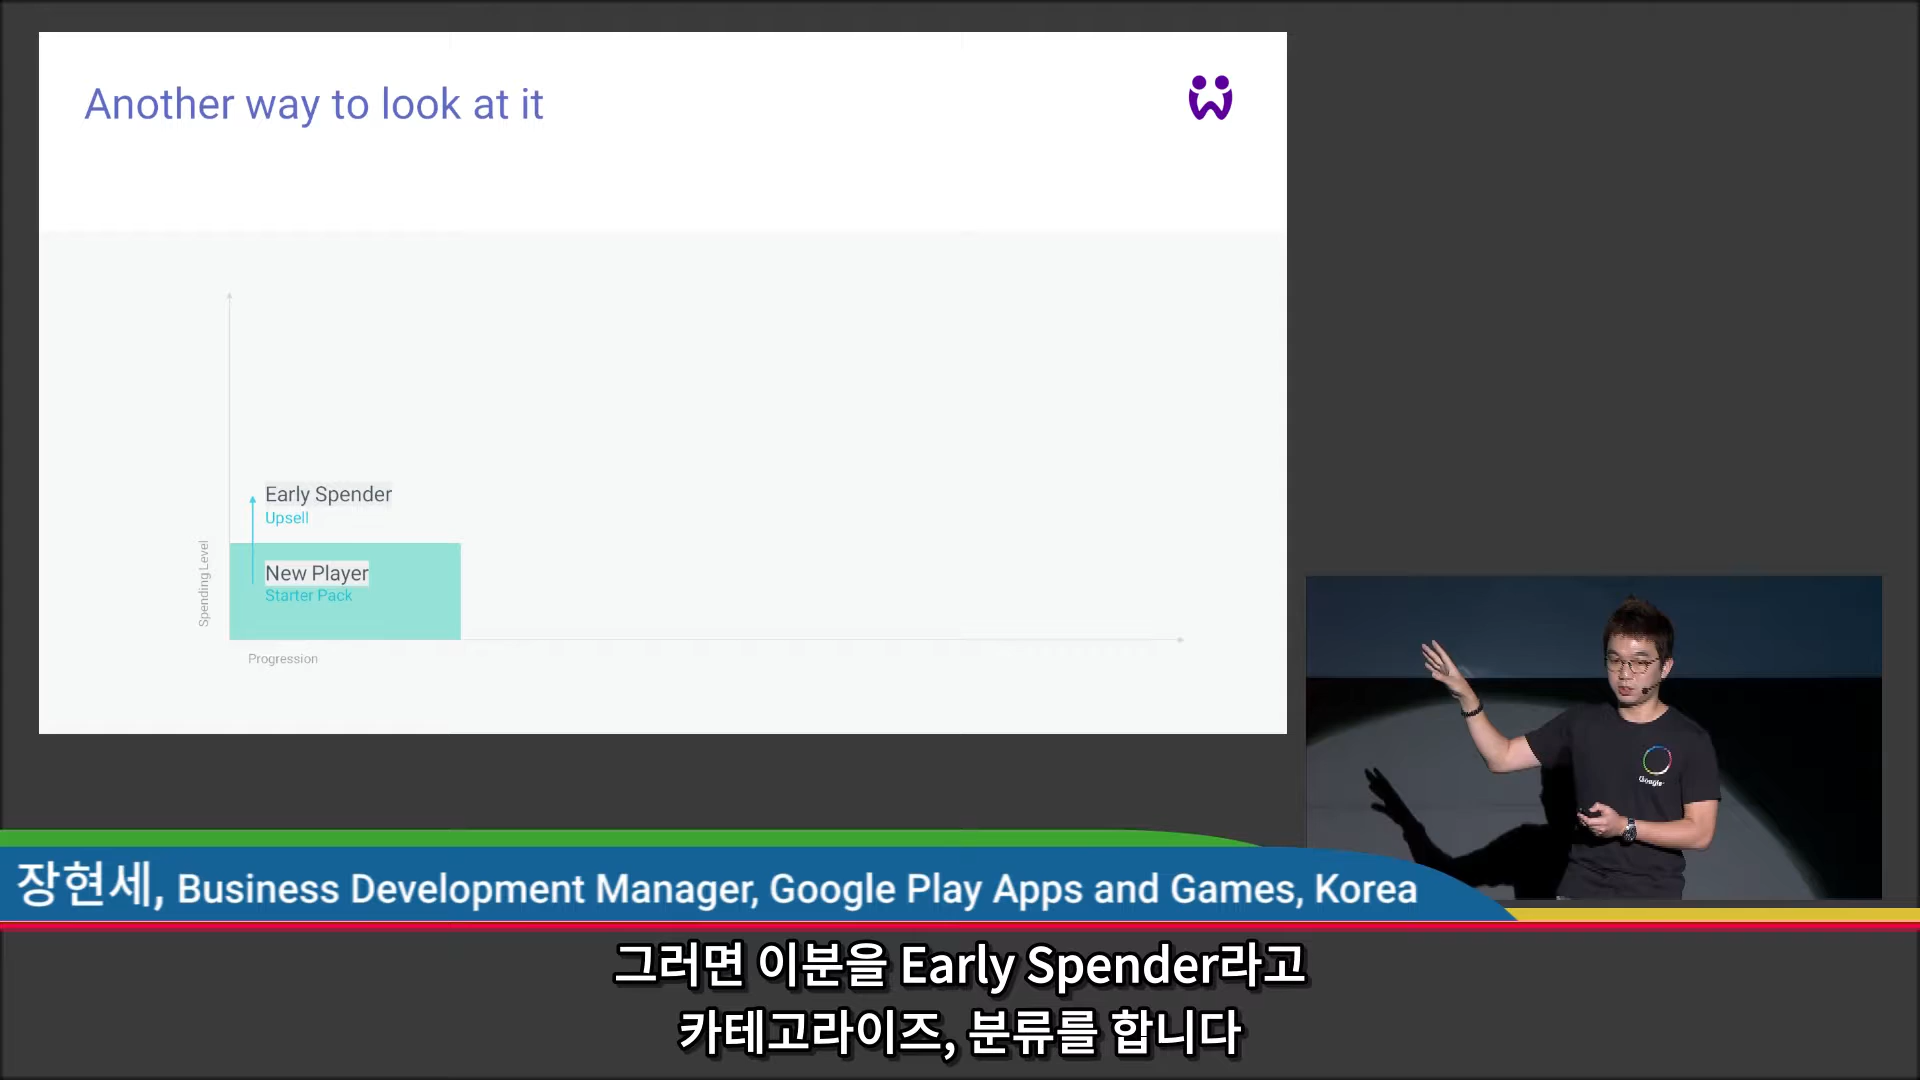 Another way to look at it
Early Spender
Upsell
New Player
Starter Pack
Spending Level
Progression
Google
장현세, Business Development Manager, Google Play Apps and Games, Korea
그러면 이분을 Early Spender라고
카테고라이즈, 분류를 합니다